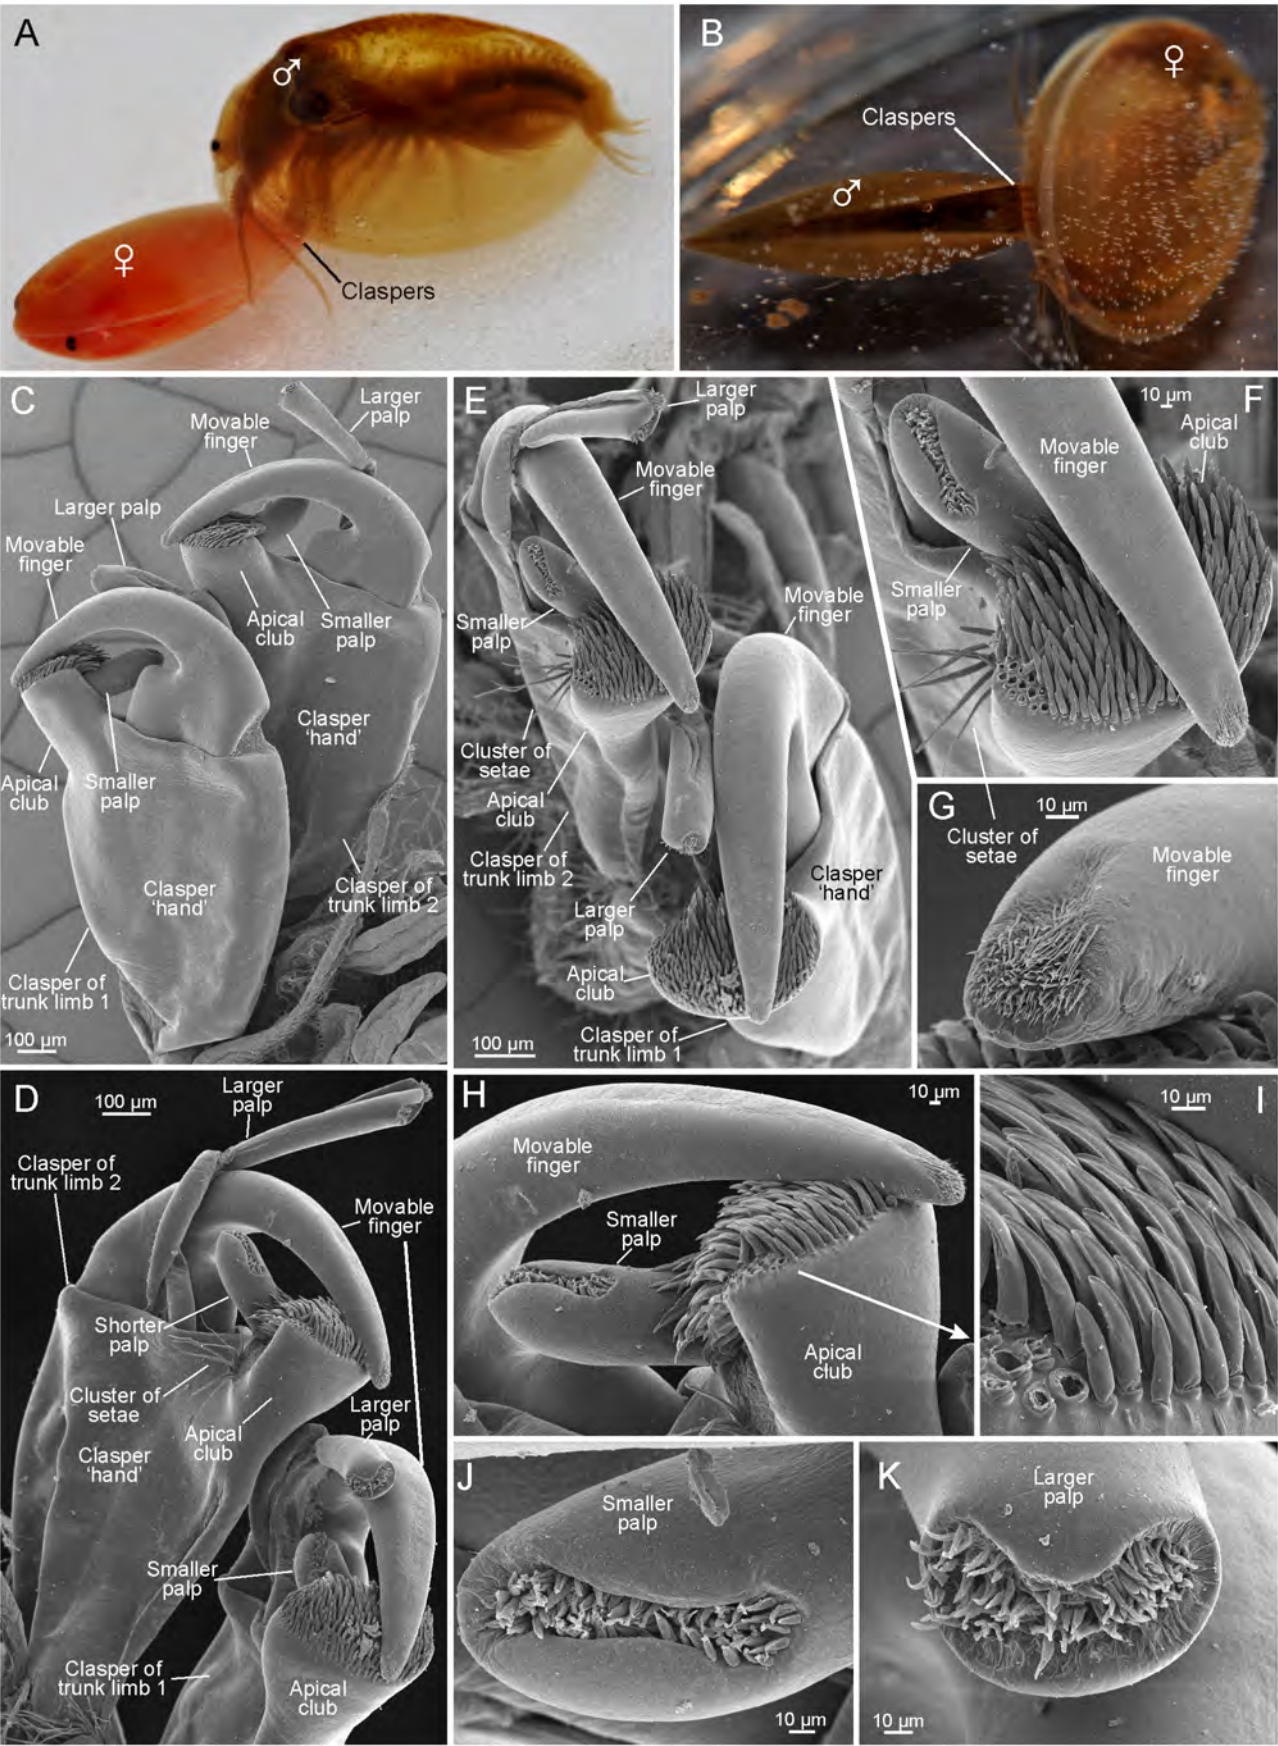 A
♂
♀
Claspers
B
♀
Claspers
♂
C
Larger
palp
Movable
finger
Larger palp
Movable
finger
Apical
club
Smaller
palp
Clasper
'hand'
Apical
club
Smaller
palp
Clasper
'hand'
Clasper of
trunk limb 2
Clasper of
trunk limb 1
100 µm
E
Larger
palp
Movable
finger
Smaller
palp
Movable
finger
Cluster of
setae
Apical
club
Clasper of
trunk limb 2
Larger
palp
Clasper
'hand'
Apical
club
Clasper of
trunk limb 1
100 µm
F
10 µm
Apical
club
Movable
finger
Smaller
palp
Cluster of
setae
G
10 µm
Movable
finger
D
100 µm
Larger
palp
Clasper of
trunk limb 2
Movable
finger
Shorter
palp
Cluster of
setae
Larger
palp
Apical
club
Clasper
'hand'
Smaller
palp
Clasper of
trunk limb 1
Apical
club
H
10 µm
Movable
finger
Smaller
palp
Apical
club
I
10 µm
J
Smaller
palp
10 µm
K
Larger
palp
10 µm